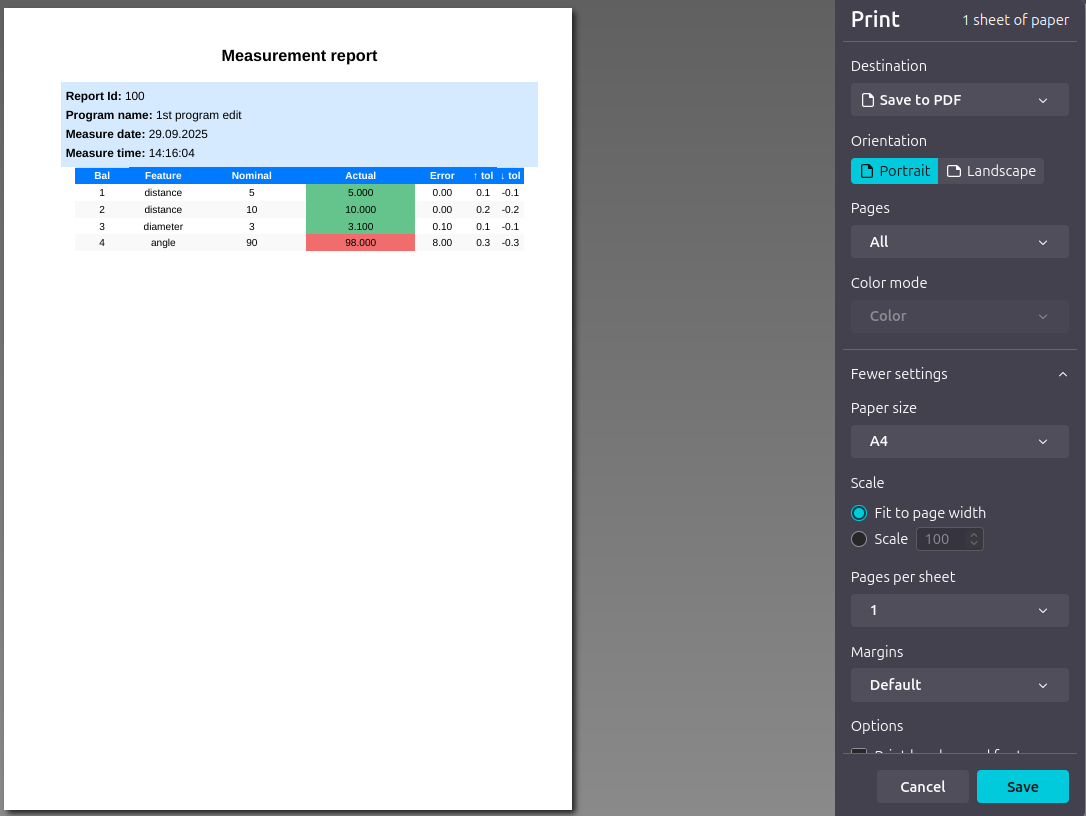 Measurement report
Report Id: 100
Program name: 1st program edit
Measure date: 29.09.2025
Measure time: 14:16:04
Bal Feature Nominal Actual Error ↑ tol ↓ tol
1 distance 5 5.000 0.00 0.1 -0.1
2 distance 10 10.000 0.00 0.2 -0.2
3 diameter 3 3.100 0.10 0.1 -0.1
4 angle 90 98.000 8.00 0.3 -0.3
Print 1 sheet of paper
Destination
Save to PDF
Orientation
Portrait Landscape
Pages
All
Color mode
Color
Fewer settings
Paper size
A4
Scale
Fit to page width
Scale 100
Pages per sheet
1
Margins
Default
Options
Cancel Save